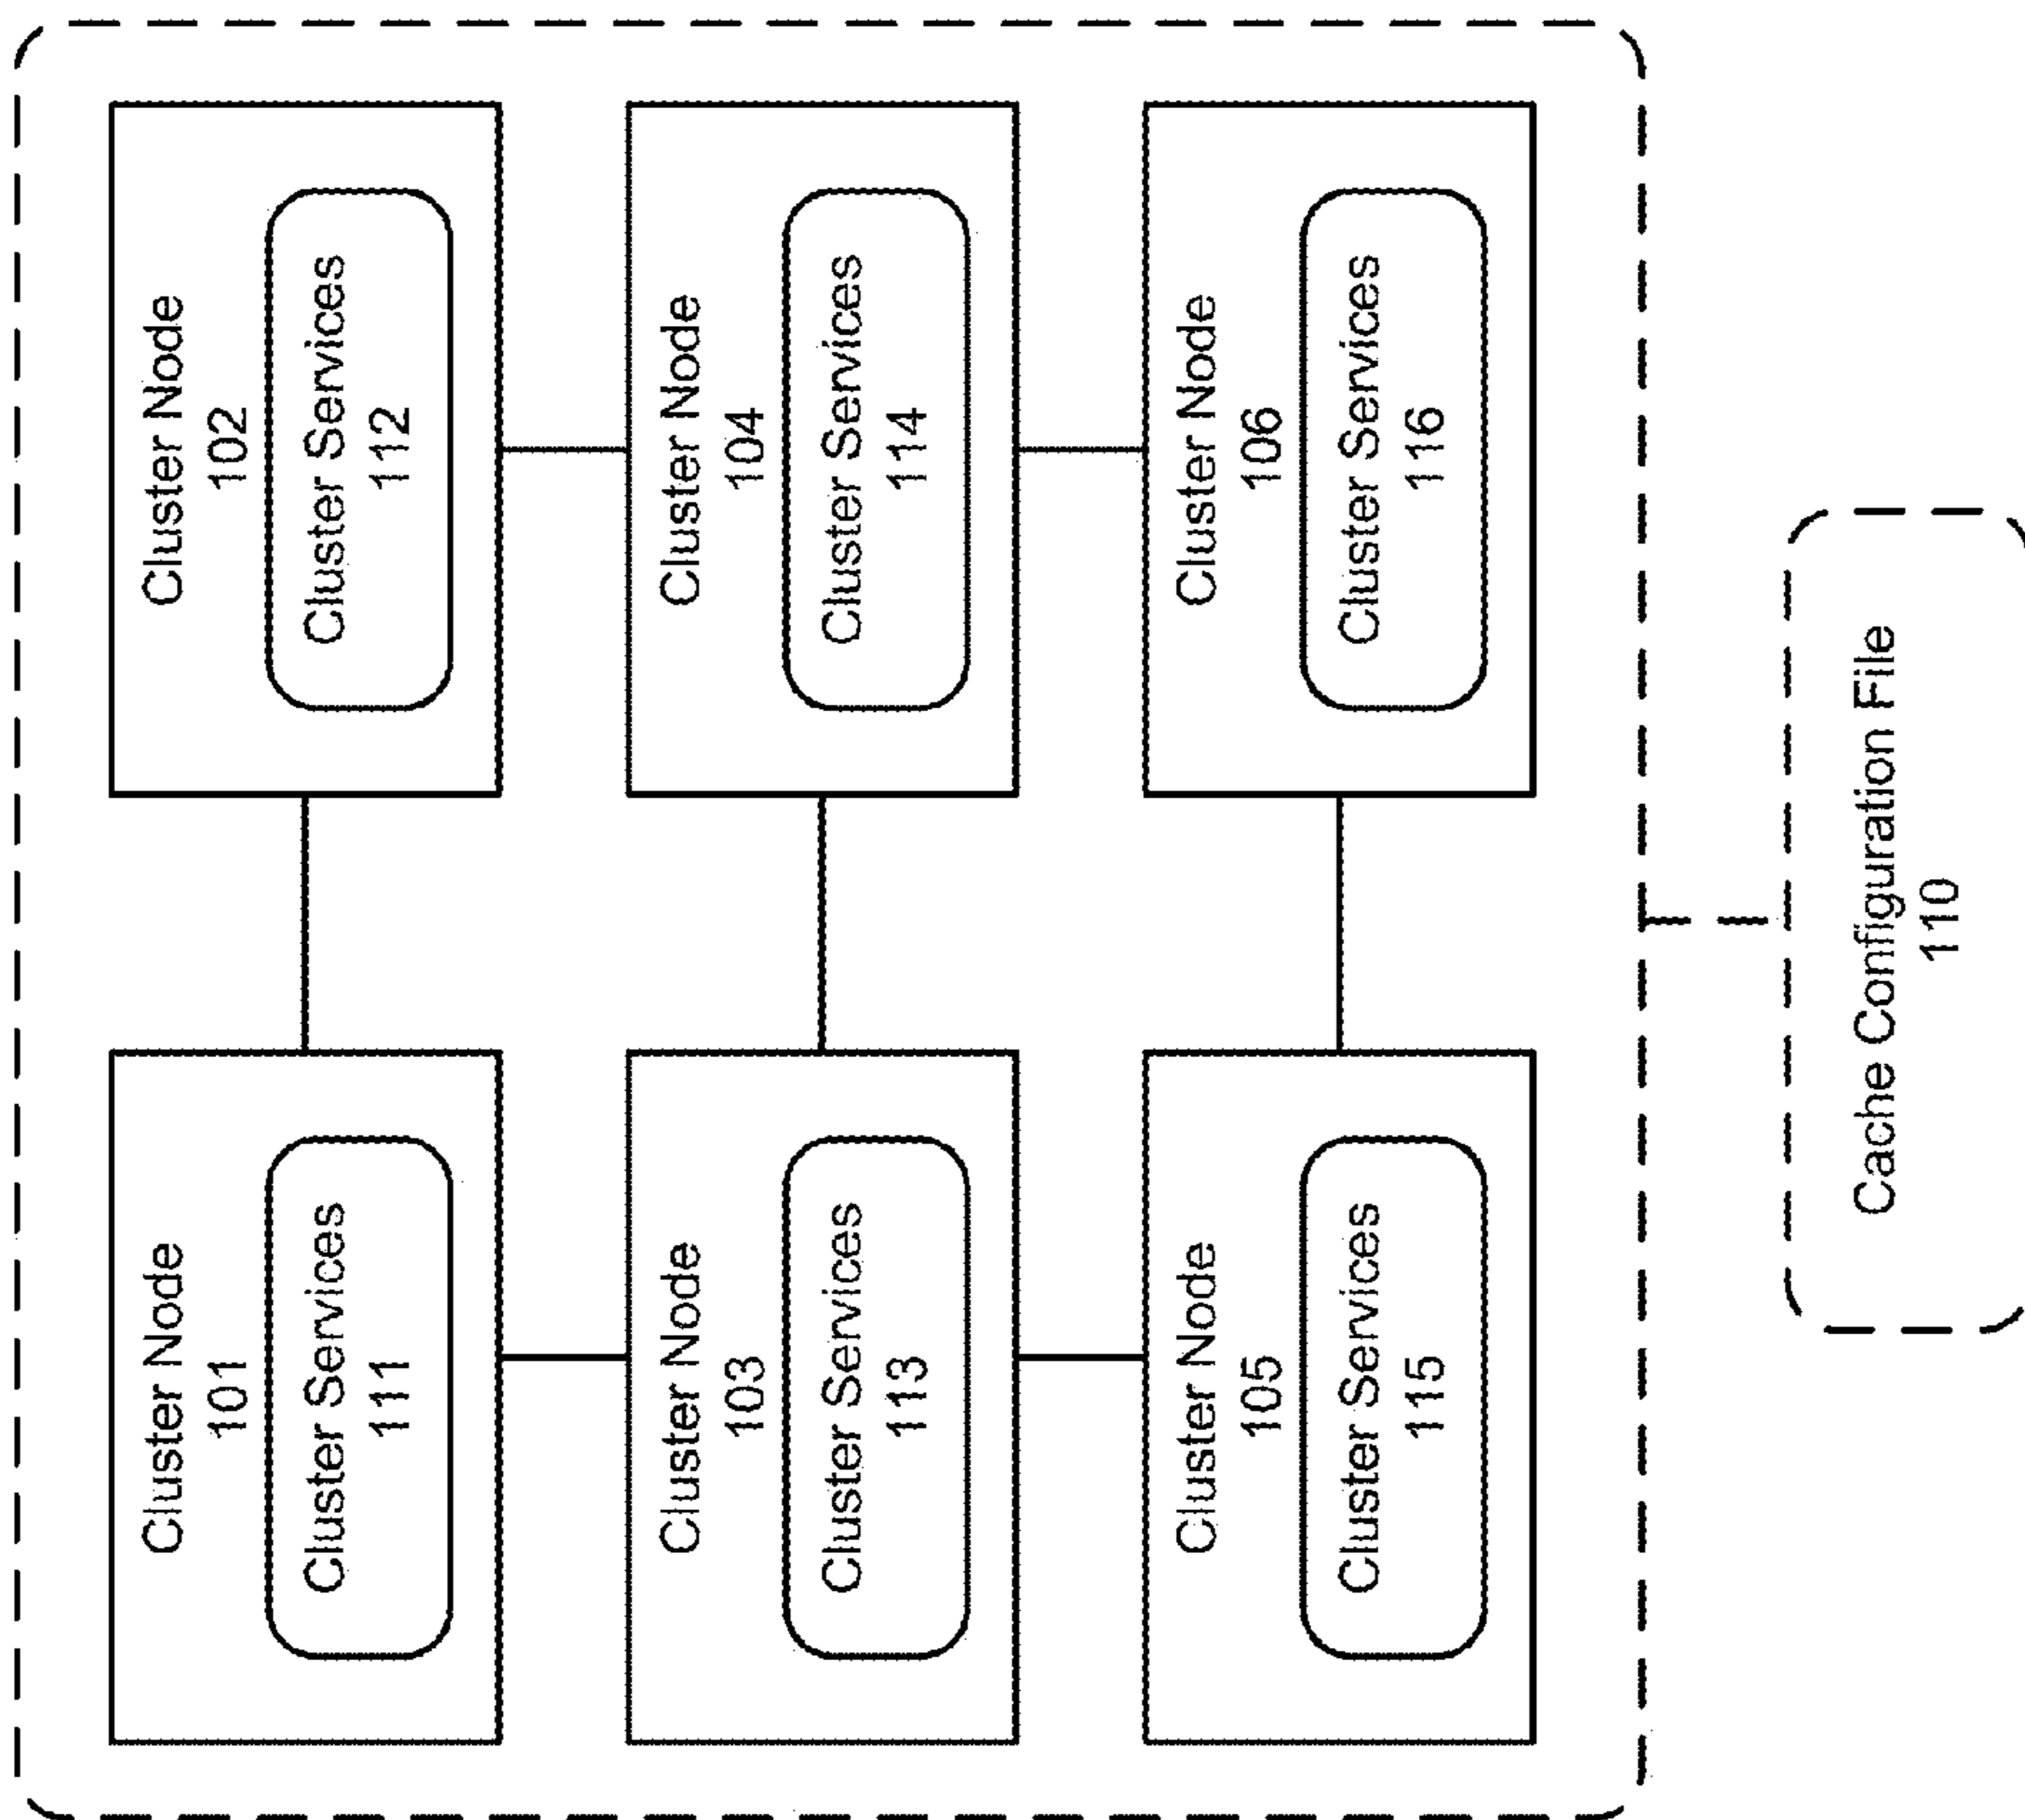 Cluster Node
101
Cluster Services
111
Cluster Node
102
Cluster Services
112
Cluster Node
103
Cluster Services
113
Cluster Node
104
Cluster Services
114
Cluster Node
105
Cluster Services
115
Cluster Node
106
Cluster Services
116
Cache Configuration File
110